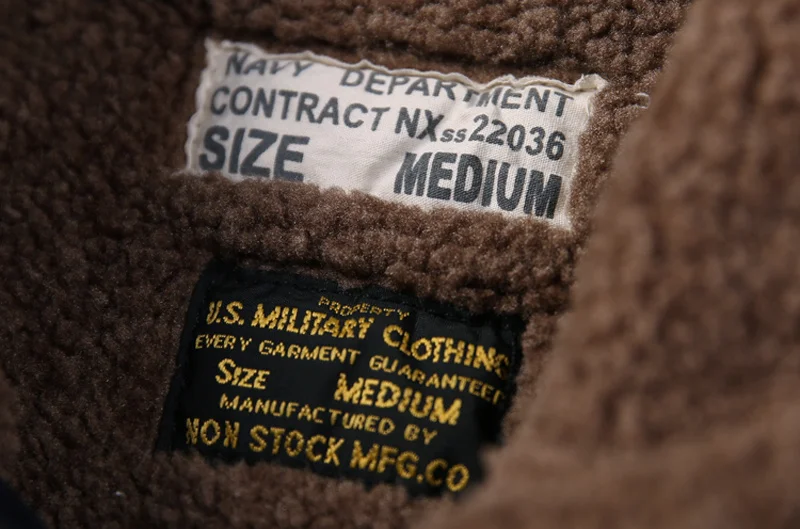 NAVY DEPARTMENT
CONTRACT NXss22036
SIZE MEDIUM
PROPERTY
U.S. MILITARY CLOTHING
EVERY GARMENT GUARANTEED
SIZE MEDIUM
MANUFACTURED BY
NON STOCK MFG.CO